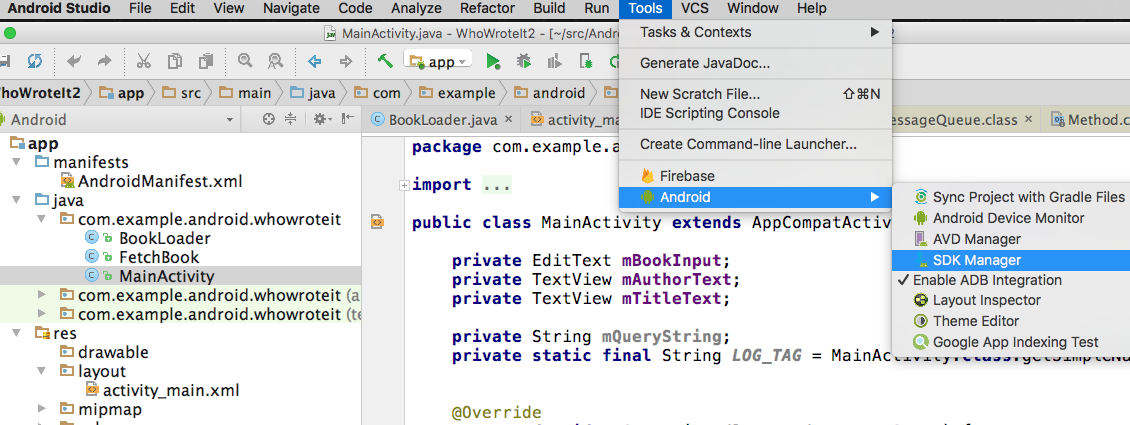 Android Studio File Edit View Navigate Code Analyze Refactor Build Run Tools VCS Window Help
MainActivity.java - WhoWroteIt2 - [~/src/Andro 2
app
Tasks & Contexts
Generate JavaDoc...
New Scratch File... ⇧⌘N
IDE Scripting Console
Create Command-line Launcher...
Firebase
Android
Sync Project with Gradle Files
Android Device Monitor
AVD Manager
SDK Manager
Enable ADB Integration
Layout Inspector
Theme Editor
Google App Indexing Test
hoWroteIt2 app src main java com example android
Android
BookLoader.java activity_ma essageQueue.class Method.c
app
manifests
AndroidManifest.xml
java
com.example.android.whowroteit
BookLoader
FetchBook
MainActivity
com.example.android.whowroteit (a
com.example.android.whowroteit (te
res
drawable
layout
activity_main.xml
mipmap
package com.example.a
import ...
public class MainActivity extends AppCompatActiv
private EditText mBookInput;
private TextView mAuthorText;
private TextView mTitleText;
private String mQueryString;
private static final String LOG_TAG = MainActivity.class.getSimpleNa
@Override